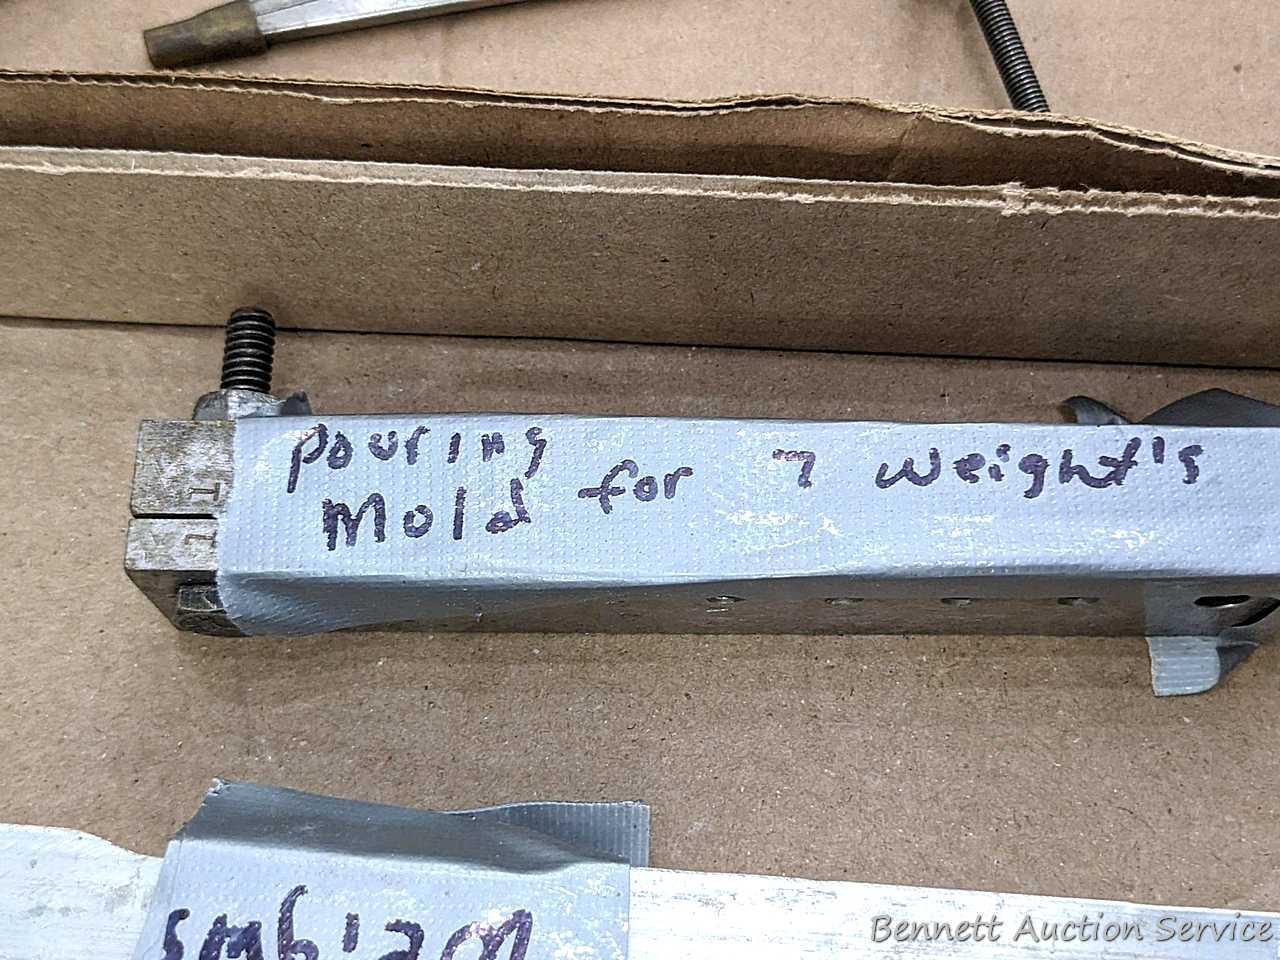 Pouring
Mold for 7 weight's
Bennett Auction Service